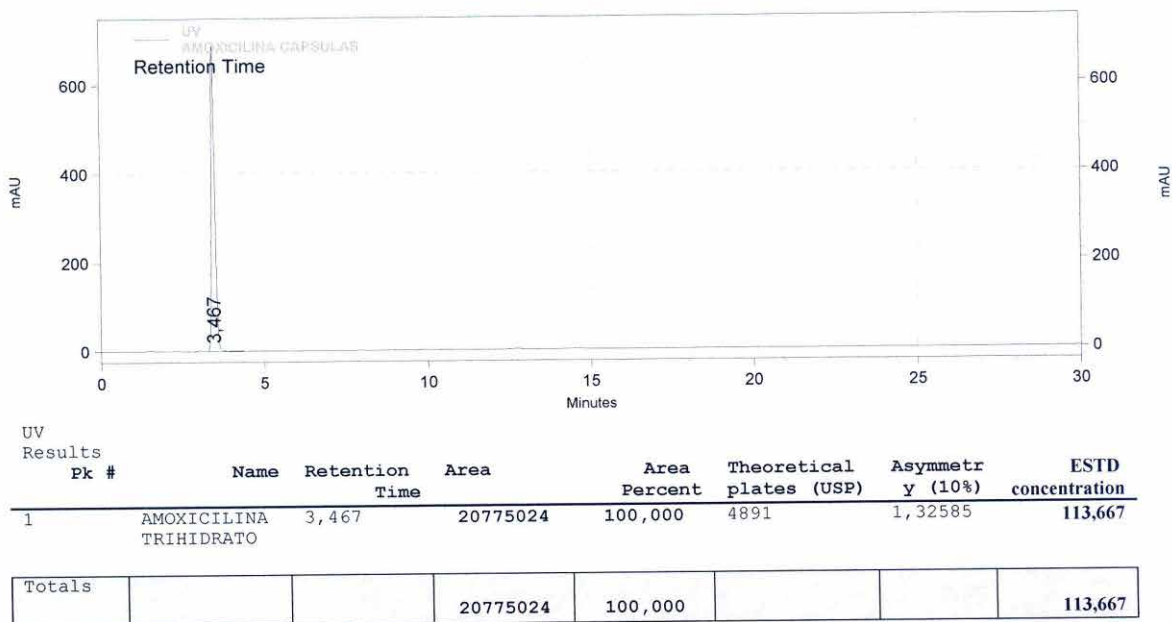 UV
AMOXICILINA CAPSULAS
Retention Time
600
400
200
0
mAU
3,467
600
400
200
0
mAU
0 5 10 15 20 25 30
Minutes
UV
Results
Pk # Name Retention Time Area Area Percent Theoretical plates (USP) Asymmetr y (10%) ESTD concentration
1 AMOXICILINA TRIHIDRATO 3,467 20775024 100,000 4891 1,32585 113,667
Totals
20775024 100,000 113,667